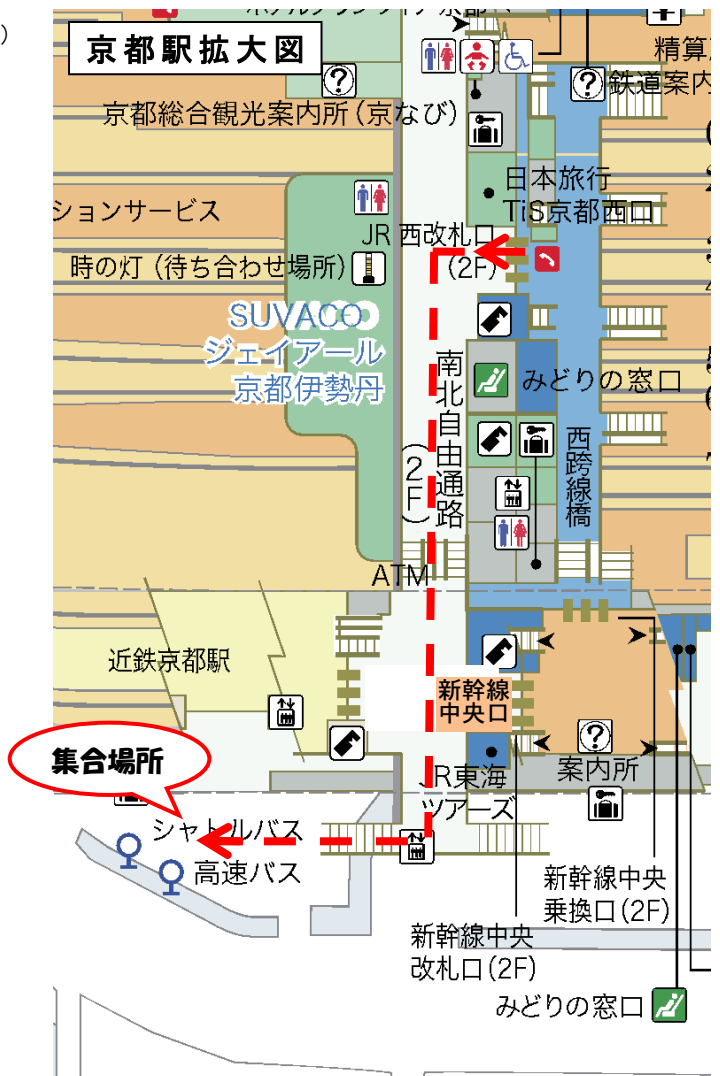 )
京都駅拡大図
精算
鉄道案内
京都総合観光案内所(京なび)
日本旅行
TiS京都西口
ションサービス
JR 西改札口
(2F)
時の灯(待ち合わせ場所)
SUVACO
ジェイアール
京都伊勢丹
みどりの窓口
南北自由通路
(2F)
西跨線橋
ATM
近鉄京都駅
新幹線
中央口
集合場所
案内所
JR東海
ツアーズ
シャトルバス
高速バス
新幹線中央
乗換口(2F)
新幹線中央
改札口(2F)
みどりの窓口